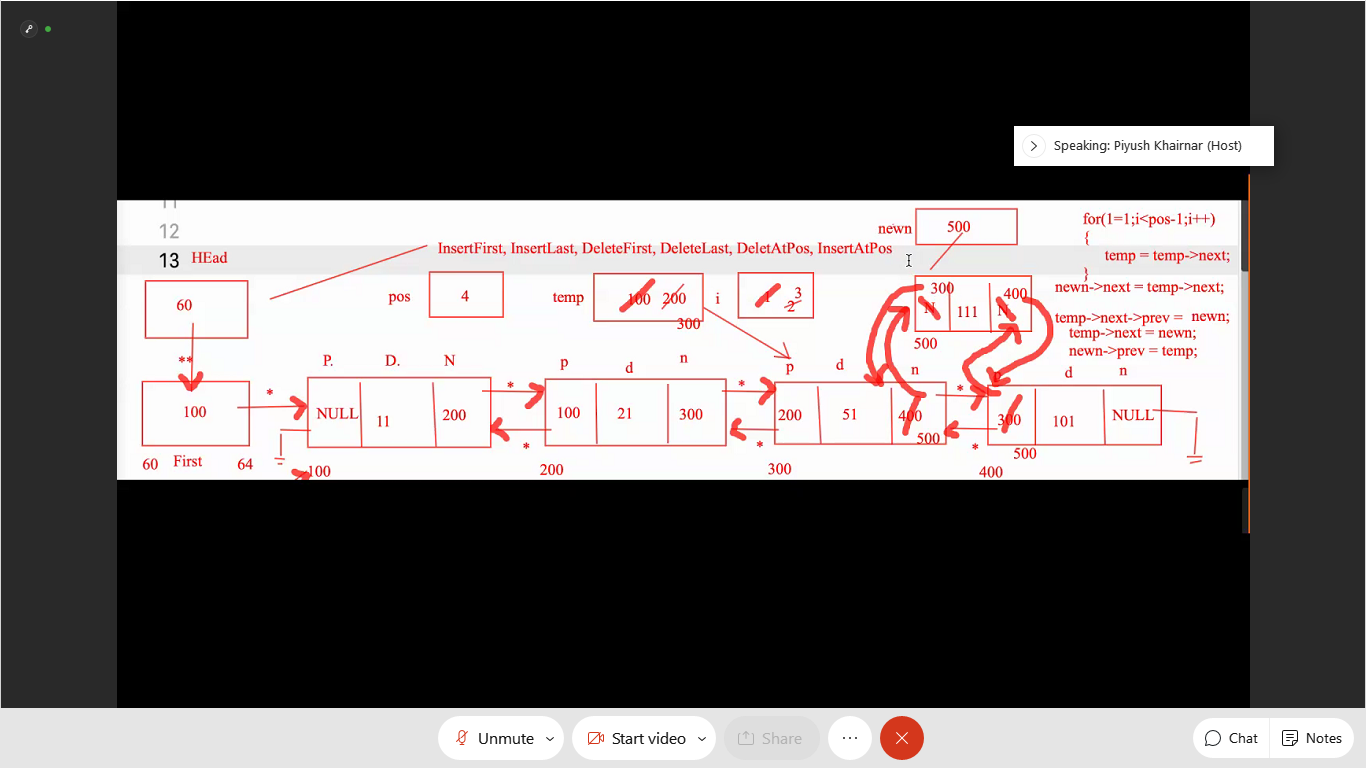 Speaking: Piyush Khairnar (Host)
12
13 HEad
InsertFirst, InsertLast, DeleteFirst, DeleteLast, DeletAtPos, InsertAtPos
newn 500
for(1=1;i<pos-1;i++)
{
temp = temp->next;
}
newn->next = temp->next;
temp->next->prev = newn;
temp->next = newn;
newn->prev = temp;
60
pos 4
temp 100 200 300
i 1 2 3
300 400
N 111 N
500
** 
P. D. N
p d n
p d n
p d n
* * * *
100
NULL 11 200
100 21 300
200 51 400 500
300 101 NULL
* * *
500
60 First 64
100
200
300
400
Unmute
Start video
Share
Chat
Notes